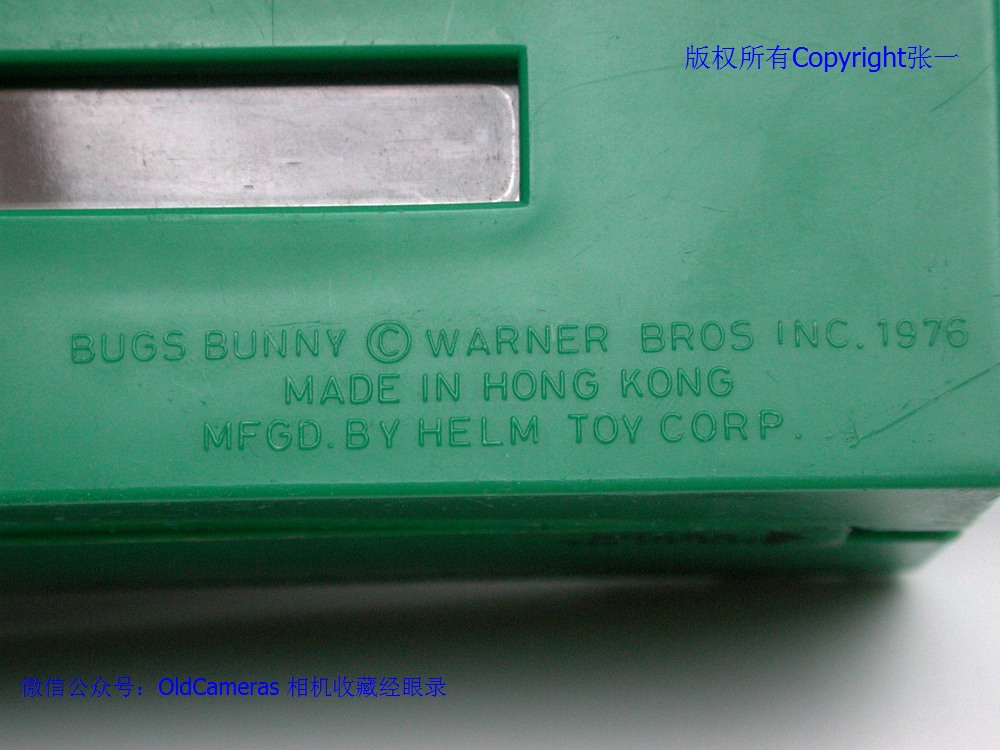 版权所有Copyright张一
BUGS BUNNY © WARNER BROS INC. 1976
MADE IN HONG KONG
MFGD. BY HELM TOY CORP.
微信公众号：OldCameras 相机收藏经眼录